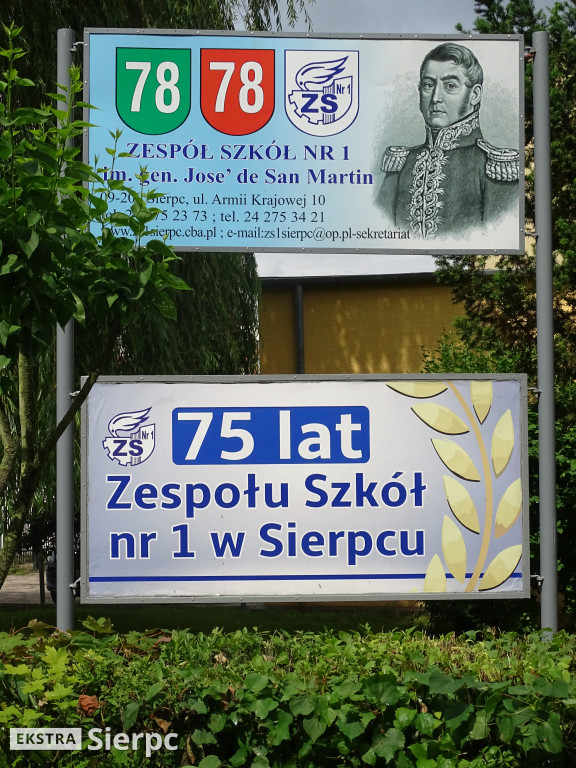 78 78 ZS Nr 1
ZESPÓŁ SZKÓŁ NR 1
im. gen. Jose' de San Martin
Sierpc, ul. Armii Krajowej 10
75 23 73 ; tel. 24 275 34 21
e-mail:zs1sierpc@op.pl-sekretariat
ZS Nr 1
75 lat
Zespołu Szkół
nr 1 w Sierpcu
EKSTRA Sierpc